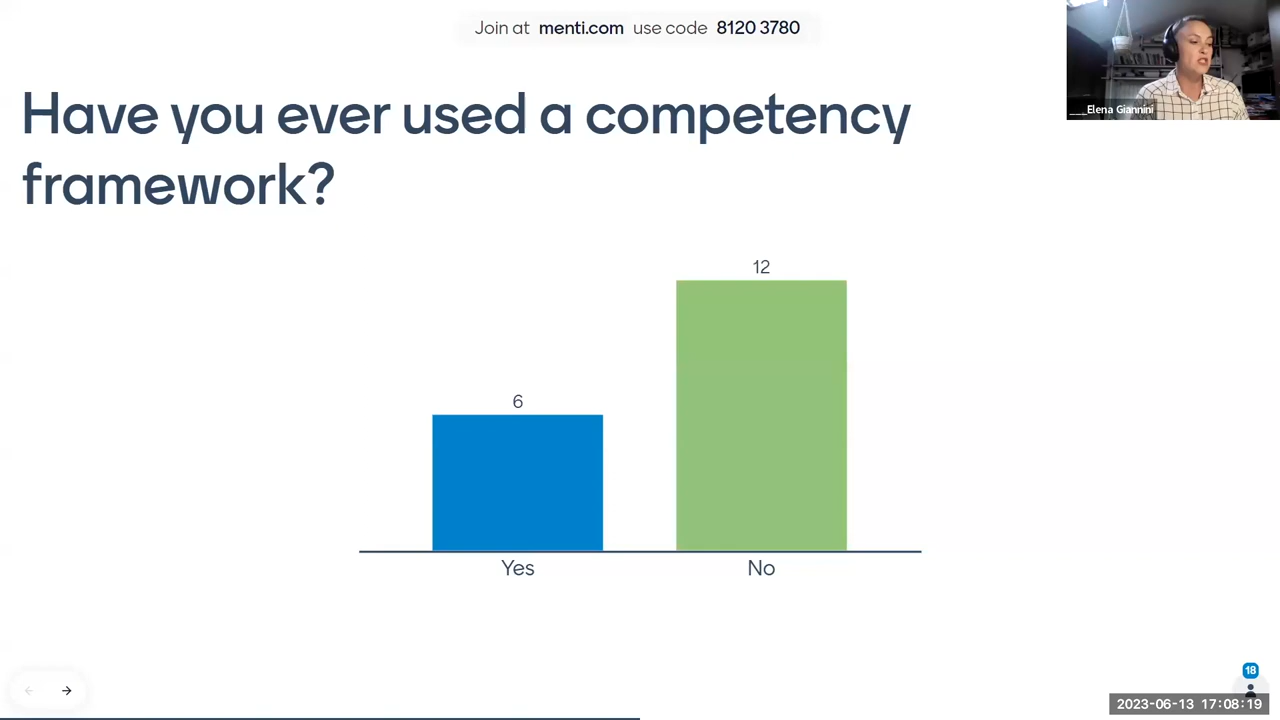 Join at menti.com use code 8120 3780
Have you ever used a competency
framework?
___Elena Giannini
12
6
Yes
No
18
2023-06-13 17:08:19